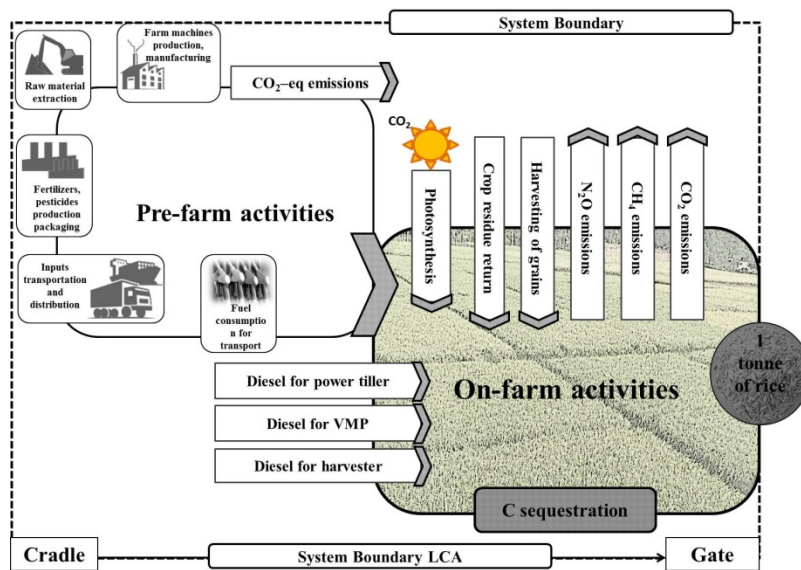 System Boundary
Farm machines
production,
manufacturing
Raw material
extraction
CO₂–eq emissions
CO₂
Fertilizers,
pesticides
production
packaging
Pre-farm activities
Photosynthesis
Crop residue return
Harvesting of grains
N₂O emissions
CH₄ emissions
CO₂ emissions
Inputs
transportation
and
distribution
Fuel
consumptio
n for
transport
1
tonne
of rice
Diesel for power tiller
On-farm activities
Diesel for VMP
Diesel for harvester
C sequestration
Cradle
System Boundary LCA
Gate